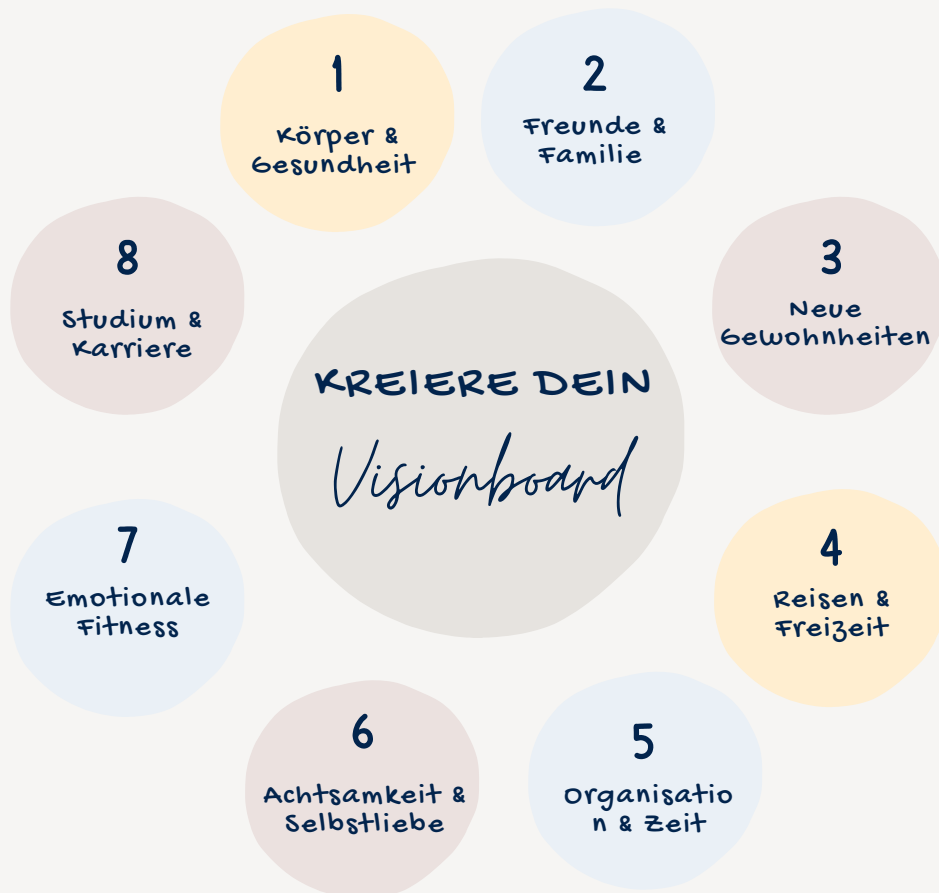 1
Körper &
Gesundheit
2
Freunde &
Familie
8
Studium &
Karriere
3
Neue
Gewohnheiten
KREIERE DEIN
Visionboard
7
Emotionale
Fitness
4
Reisen &
Freizeit
6
Achtsamkeit &
Selbstliebe
5
Organisatio
n & Zeit